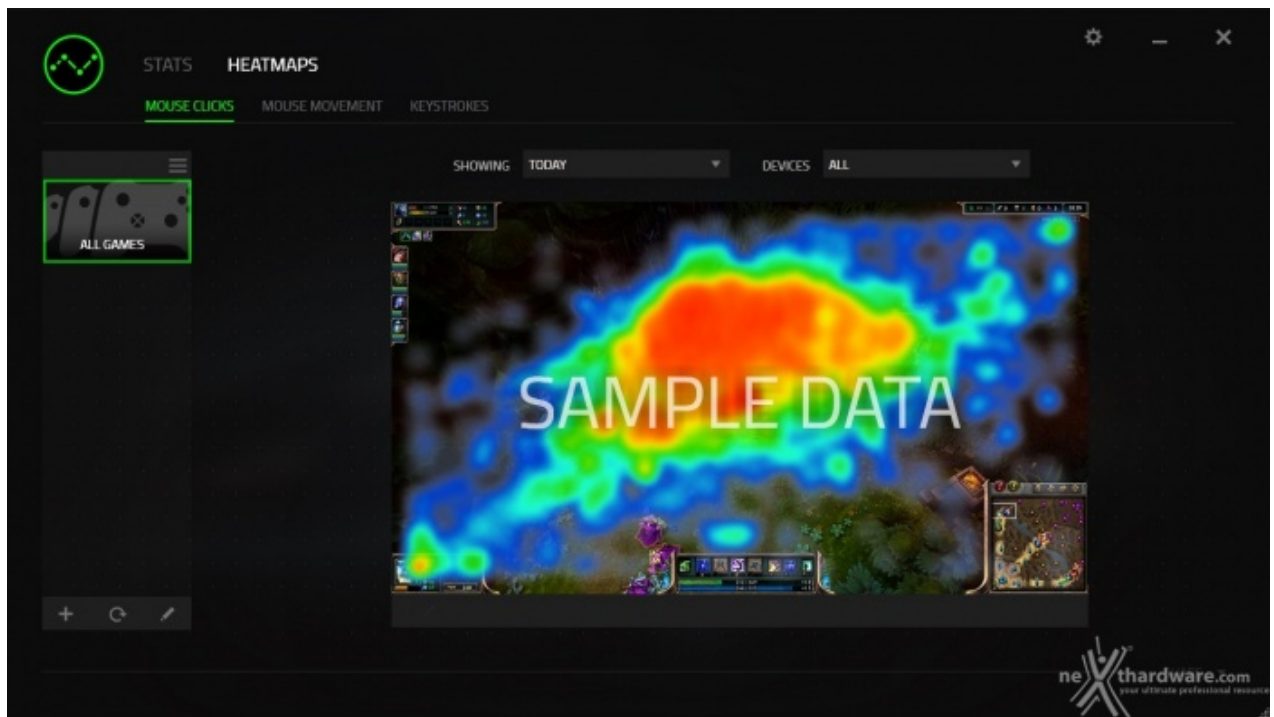 STATS HEATMAPS
MOUSE CLICKS MOUSE MOVEMENT KEYSTROKES
SHOWING TODAY DEVICES ALL
ALL GAMES
SAMPLE DATA
nexthardware.com
your ultimate professional resource